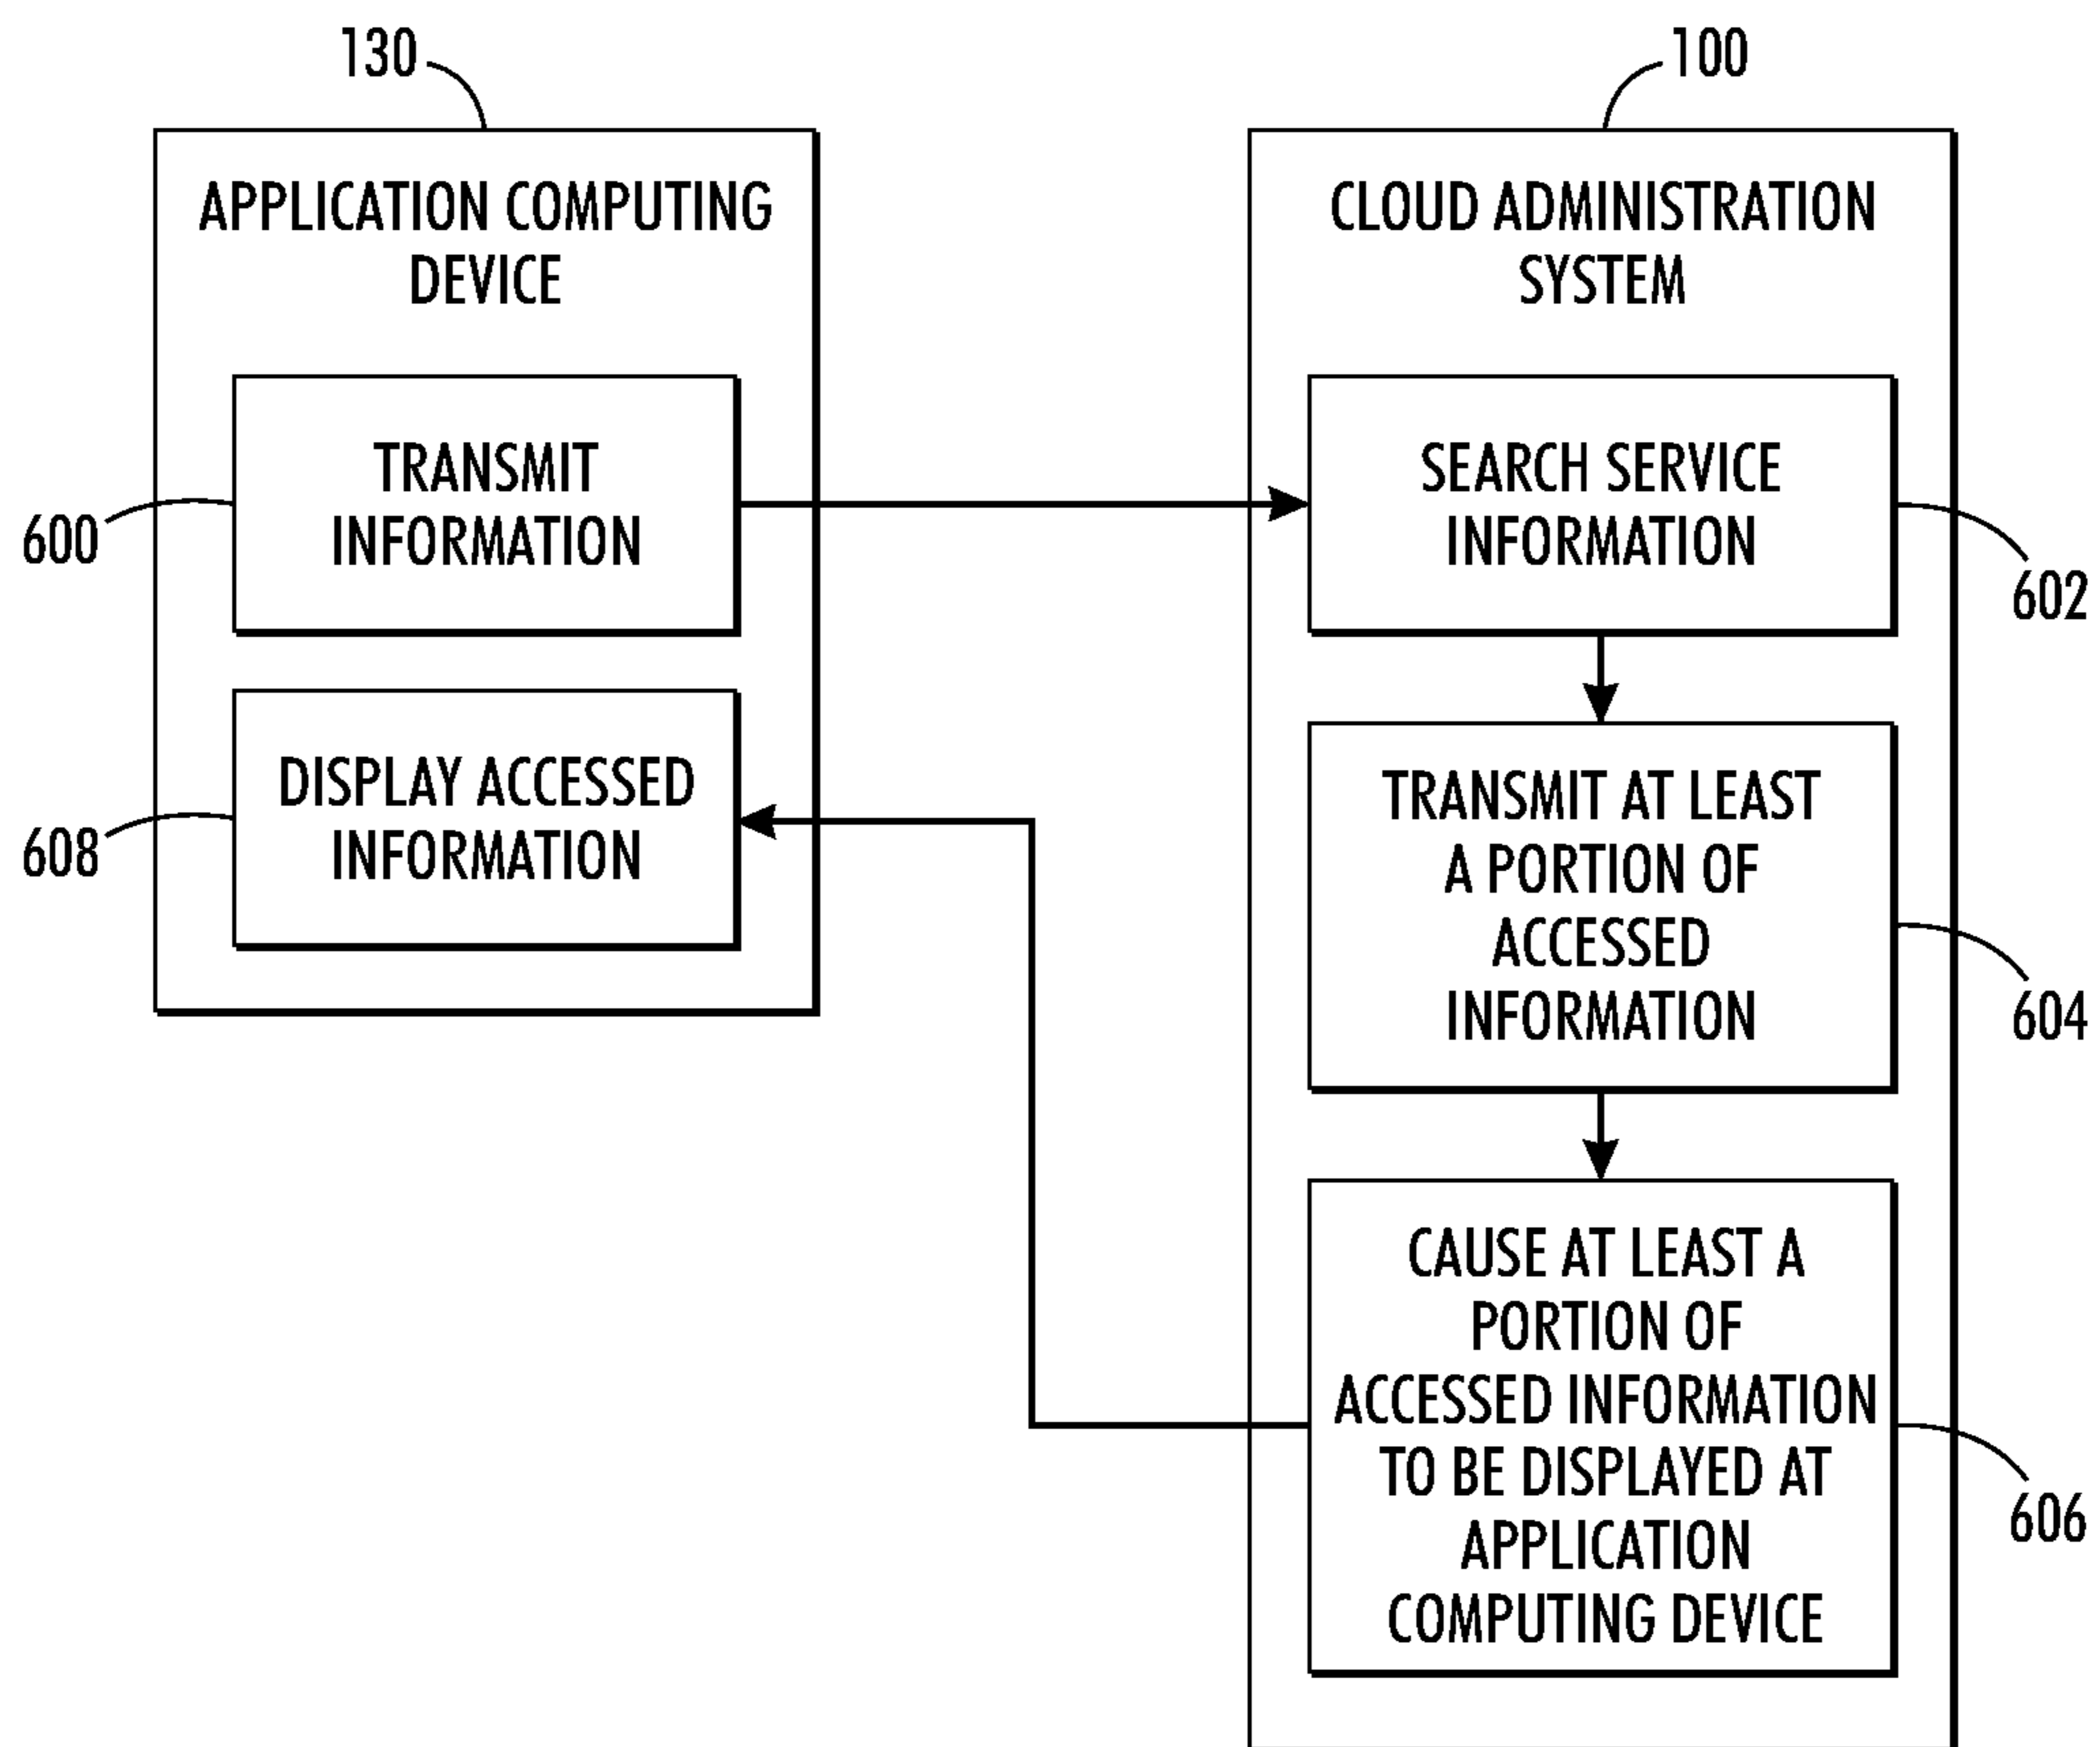 130
APPLICATION COMPUTING
DEVICE
600
TRANSMIT
INFORMATION
608
DISPLAY ACCESSED
INFORMATION
100
CLOUD ADMINISTRATION
SYSTEM
SEARCH SERVICE
INFORMATION
602
TRANSMIT AT LEAST
A PORTION OF
ACCESSED
INFORMATION
604
CAUSE AT LEAST A
PORTION OF
ACCESSED INFORMATION
TO BE DISPLAYED AT
APPLICATION
COMPUTING DEVICE
606